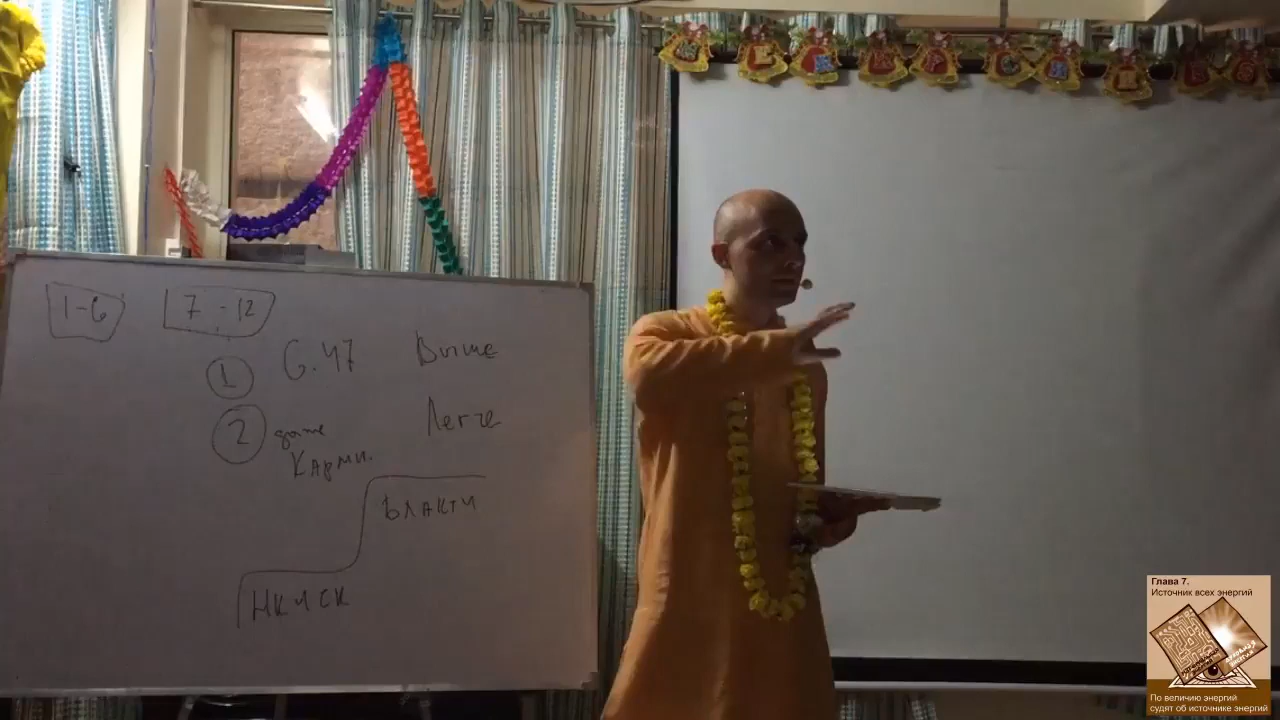 1-6 7-12
1 6.47 Выше
2 даже Легче
Карми.
БХАКТИ
НКЧСК
Глава 7.
Источник всех энергий
По величию энергий
судят об источнике энергий